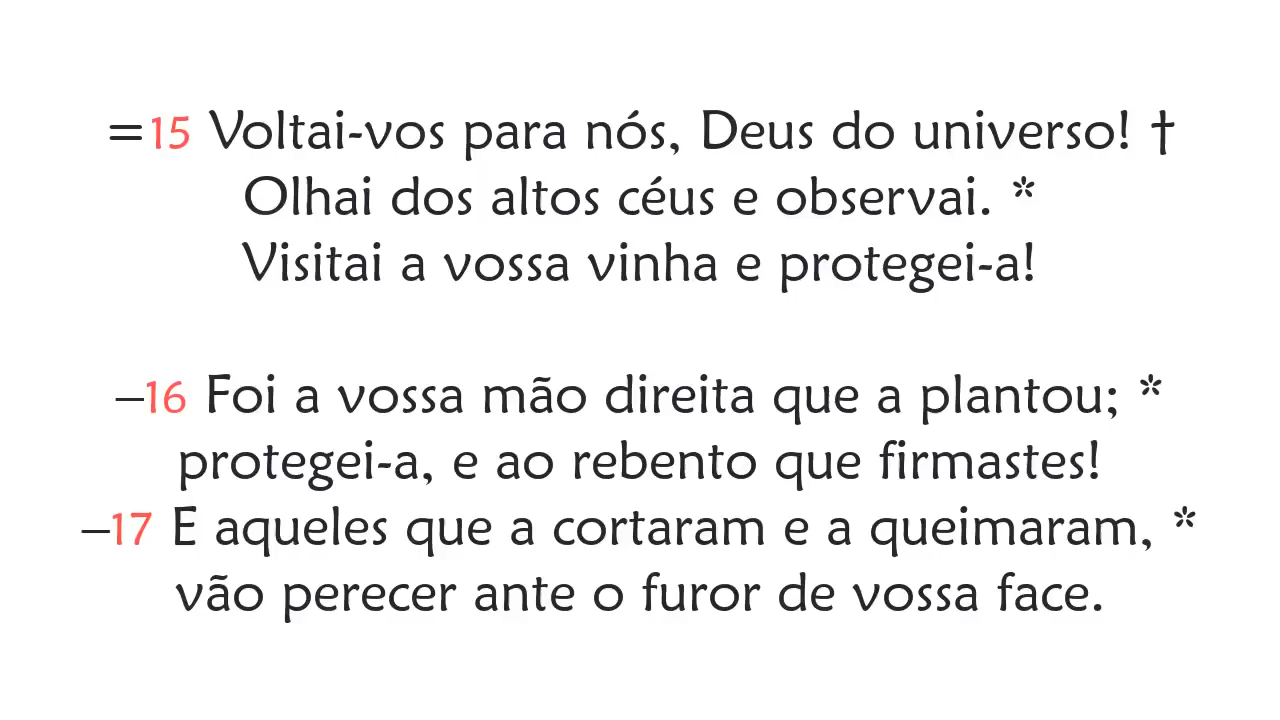 =15 Voltai-vos para nós, Deus do universo! †
Olhai dos altos céus e observai. *
Visitai a vossa vinha e protegei-a!
–16 Foi a vossa mão direita que a plantou; *
protegei-a, e ao rebento que firmastes!
–17 E aqueles que a cortaram e a queimaram, *
vão perecer ante o furor de vossa face.